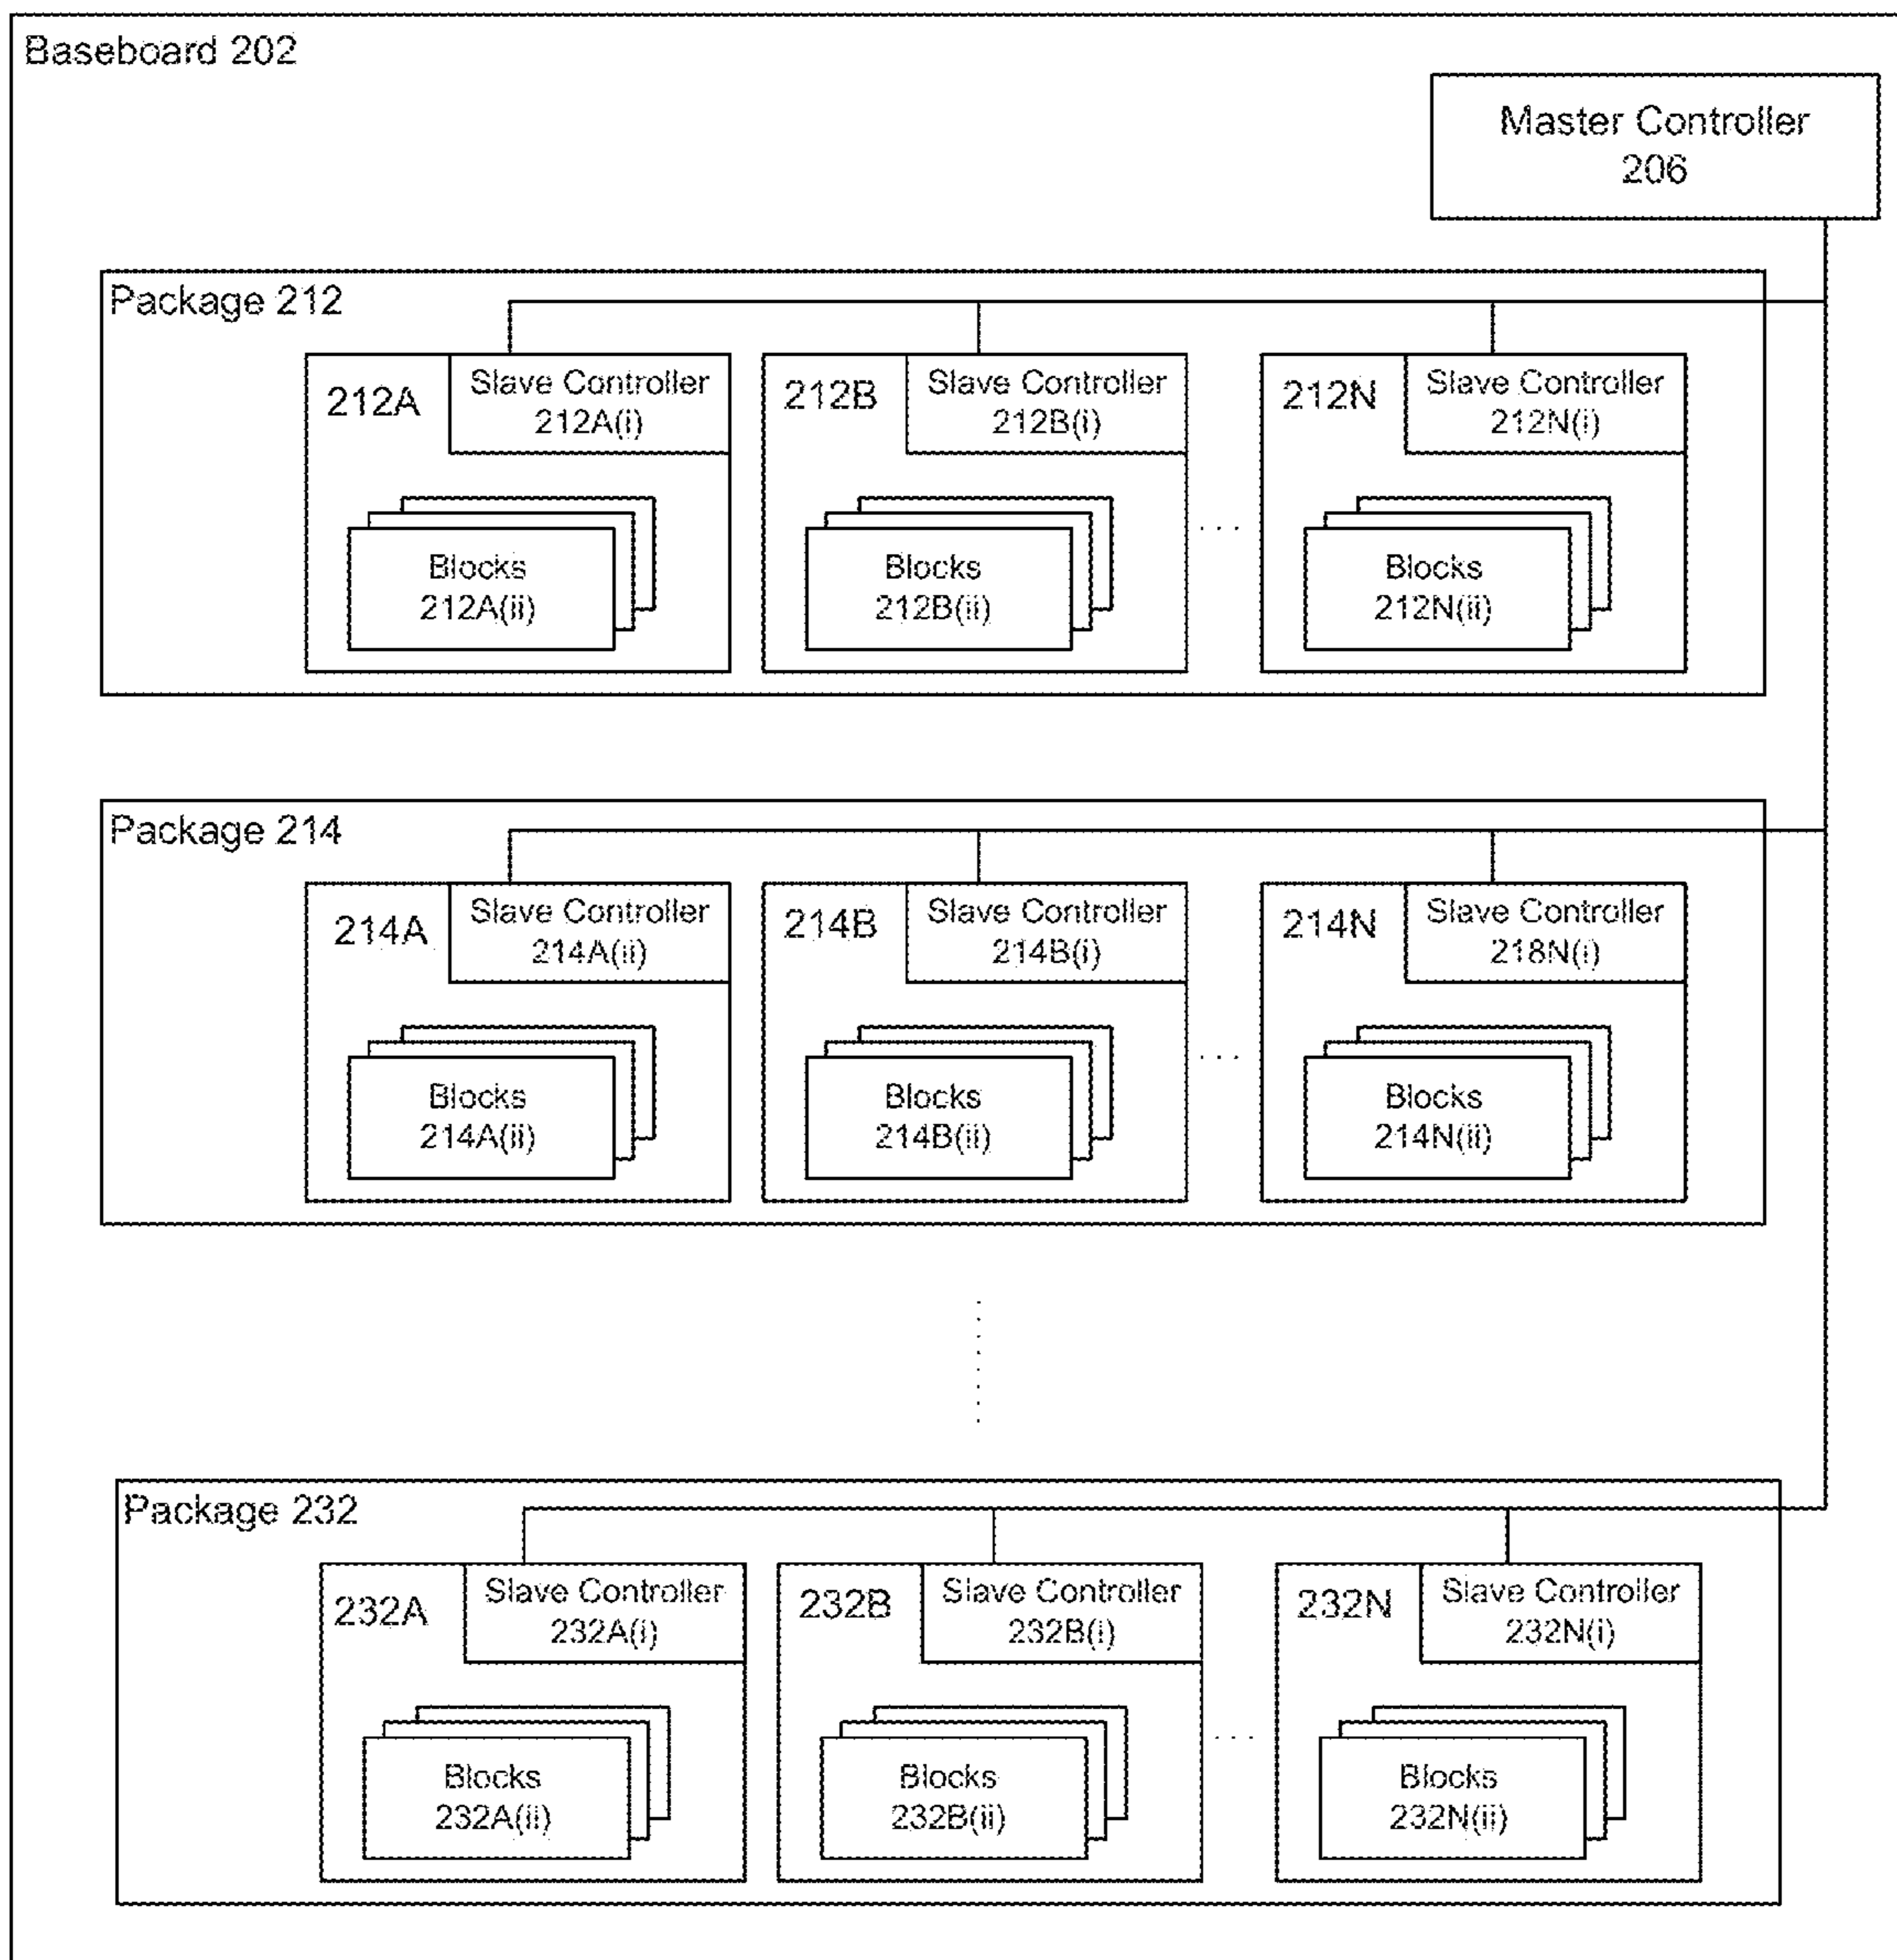 Baseboard 202
Master Controller
206
Package 212
212A
Slave Controller
212A(i)
212B
Slave Controller
212B(i)
212N
Slave Controller
212N(i)
Blocks
212A(ii)
Blocks
212B(ii)
. . .
Blocks
212N(ii)
Package 214
214A
Slave Controller
214A(ii)
214B
Slave Controller
214B(i)
214N
Slave Controller
218N(i)
Blocks
214A(ii)
Blocks
214B(ii)
. . .
Blocks
214N(ii)
Package 232
232A
Slave Controller
232A(i)
232B
Slave Controller
232B(i)
232N
Slave Controller
232N(i)
Blocks
232A(ii)
Blocks
232B(ii)
. . .
Blocks
232N(ii)